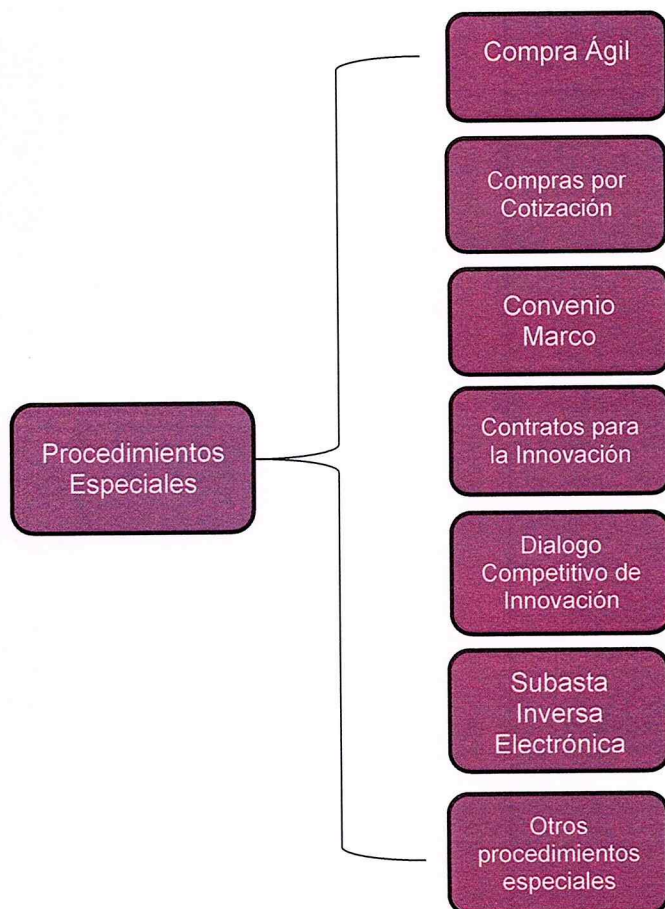 Compra Ágil
Compras por
Cotización
Convenio
Marco
Contratos para
la Innovación
Procedimientos
Especiales
Dialogo
Competitivo de
Innovación
Subasta
Inversa
Electrónica
Otros
procedimientos
especiales